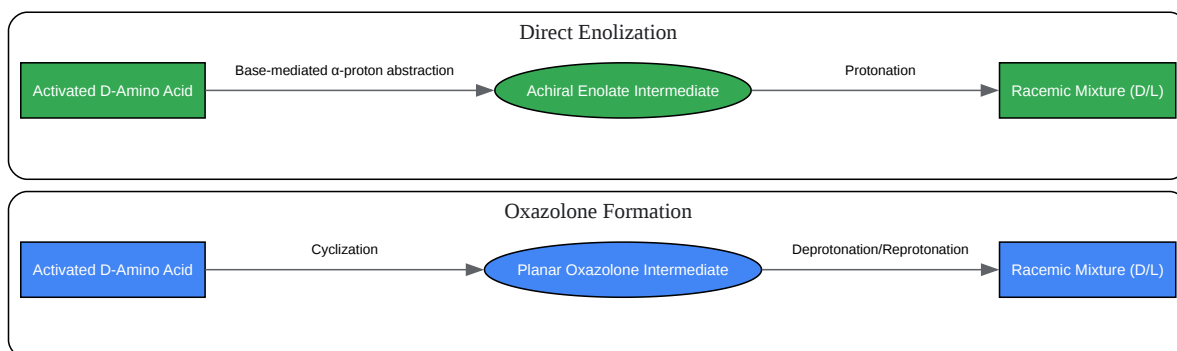 Direct Enolization
Activated D-Amino Acid
Base-mediated α-proton abstraction
Achiral Enolate Intermediate
Protonation
Racemic Mixture (D/L)
Oxazolone Formation
Activated D-Amino Acid
Cyclization
Planar Oxazolone Intermediate
Deprotonation/Reprotonation
Racemic Mixture (D/L)